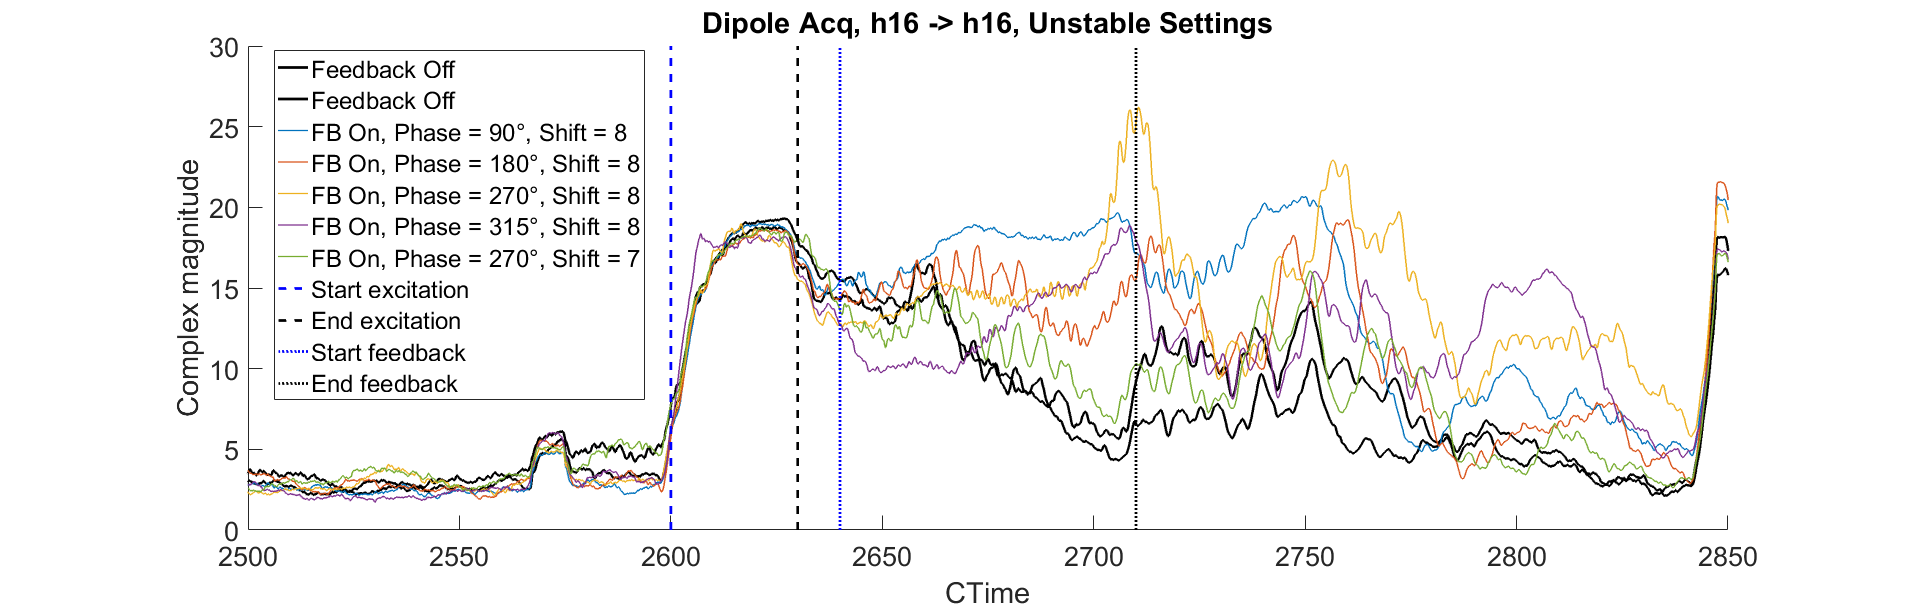 Dipole Acq, h16 -> h16, Unstable Settings
30
25
20
15
10
5
0
Complex magnitude
Feedback Off
Feedback Off
FB On, Phase = 90°, Shift = 8
FB On, Phase = 180°, Shift = 8
FB On, Phase = 270°, Shift = 8
FB On, Phase = 315°, Shift = 8
FB On, Phase = 270°, Shift = 7
Start excitation
End excitation
Start feedback
End feedback
2500 2550 2600 2650 2700 2750 2800 2850
CTime